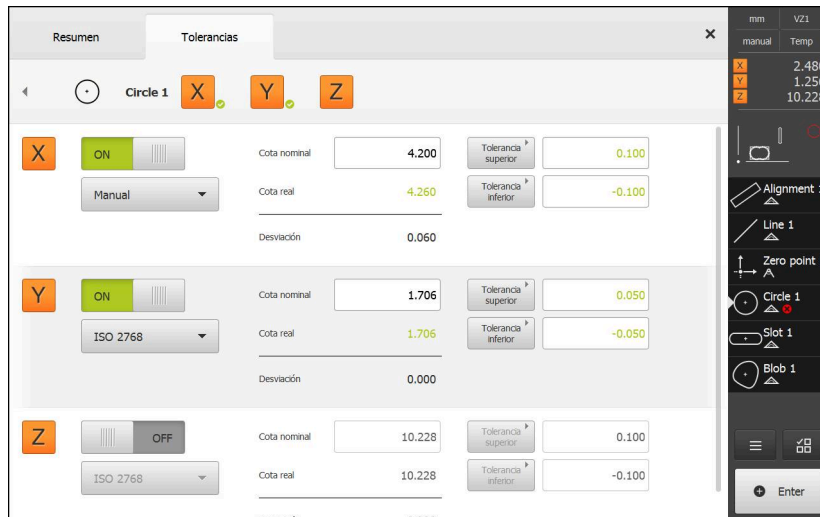 Resumen
Tolerancias
×
Circle 1
X
Y
Z
X
ON
Cota nominal
4.200
Tolerancia superior
0.100
Manual
Cota real
4.260
Tolerancia inferior
-0.100
Desviación
0.060
Y
ON
Cota nominal
1.706
Tolerancia superior
0.050
ISO 2768
Cota real
1.706
Tolerancia inferior
-0.050
Desviación
0.000
Z
OFF
Cota nominal
10.228
Tolerancia superior
0.100
ISO 2768
Cota real
10.228
Tolerancia inferior
-0.100
mm VZ1
manual Temp
X 2.48
Y 1.25
Z 10.228
Alignment
Line 1
Zero point
Circle 1
Slot 1
Blob 1
Enter